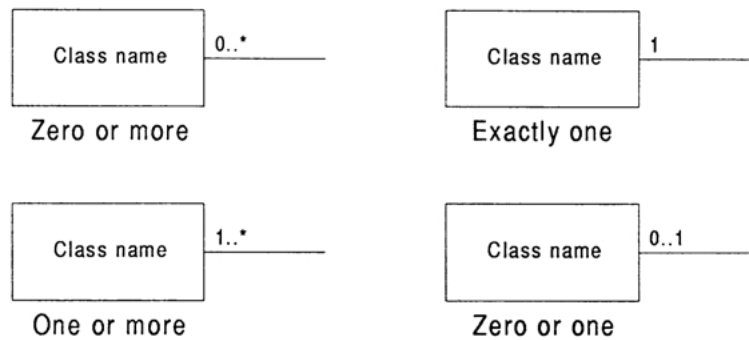 Class name 0..*
Zero or more
Class name 1
Exactly one
Class name 1..*
One or more
Class name 0..1
Zero or one